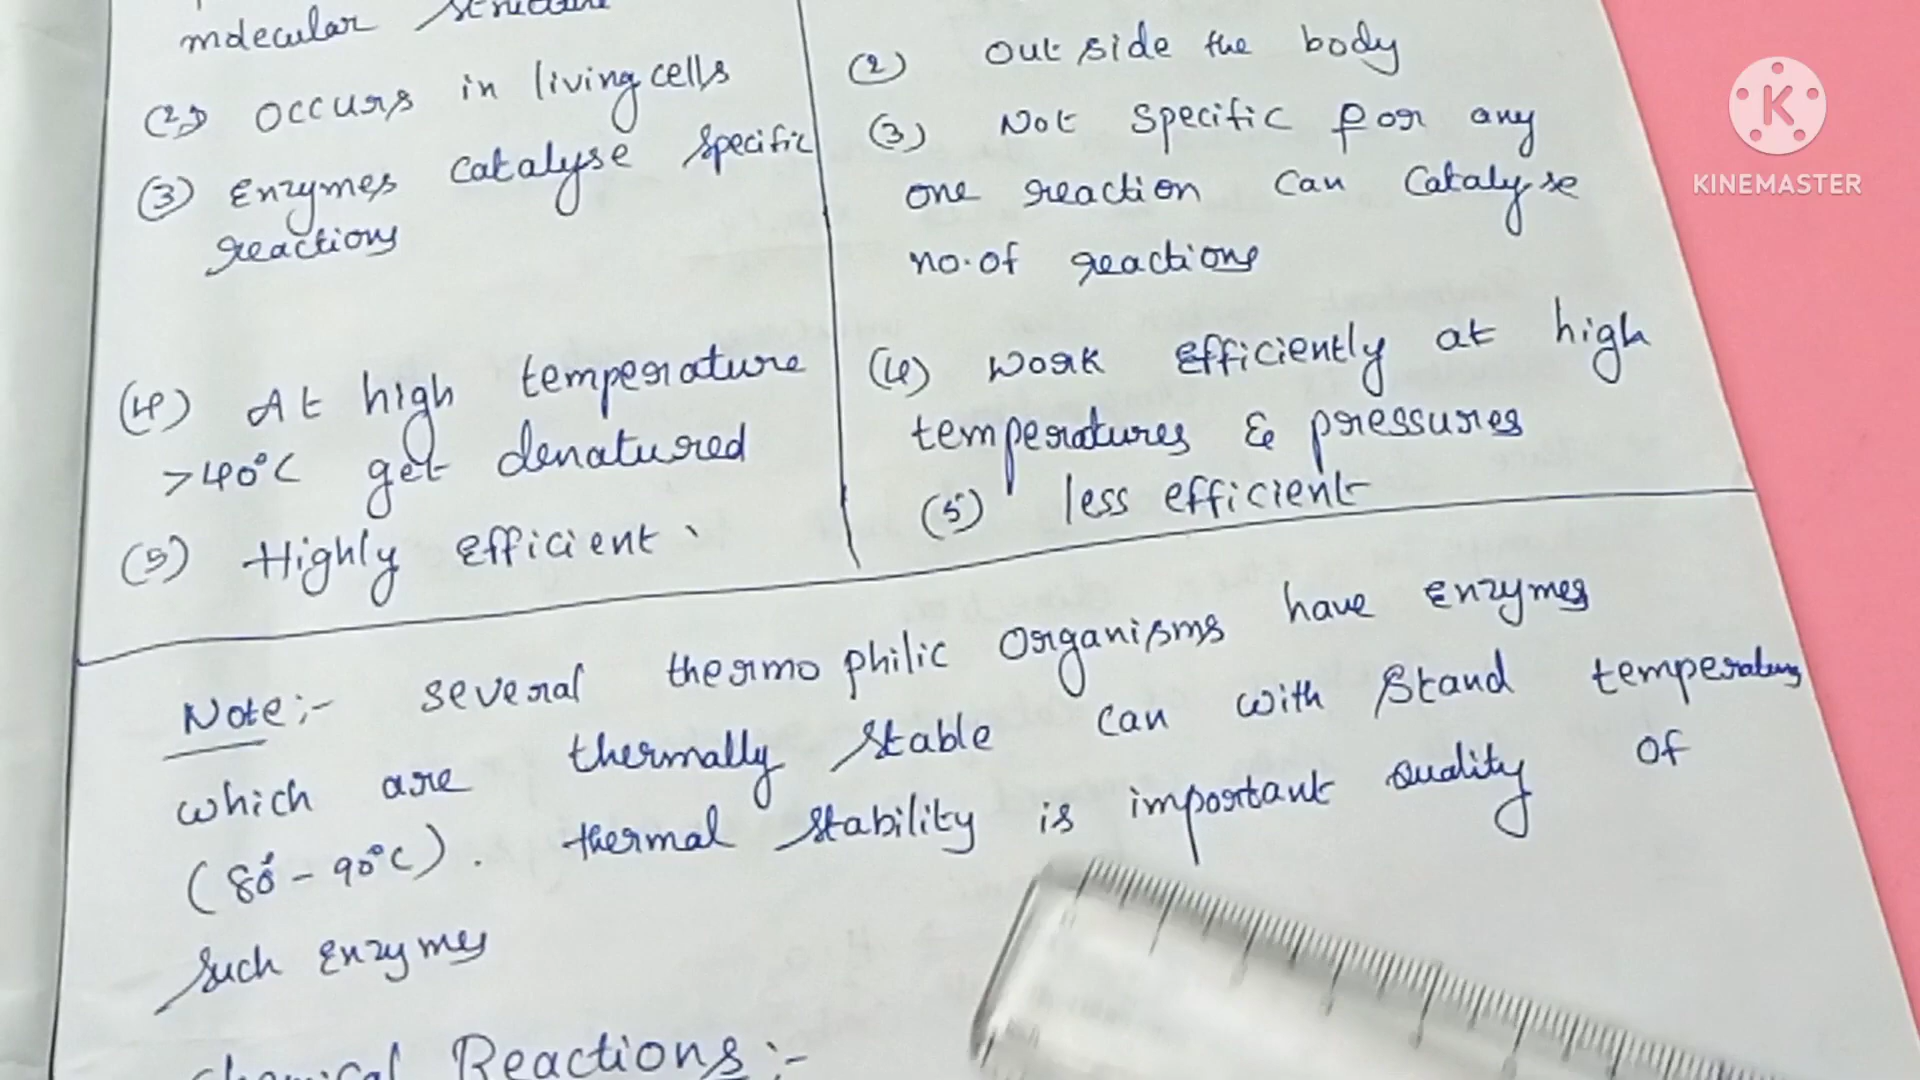 molecular structure
(2) occurs in living cells
(3) Enzymes catalyse specific
reactions
(4) At high temperature
>40°C get denatured
(5) Highly efficient
(2) out side the body
(3) Not specific for any
one reaction can catalyse
no. of reactions
(4) work efficiently at high
temperatures & pressures
(5) less efficient
Note:- several thermo philic organisms have enzymes
which are thermally stable can with stand temperatures
(80° - 90°C). thermal stability is important quality of
such enzymes
chemical Reactions:-
KINEMASTER